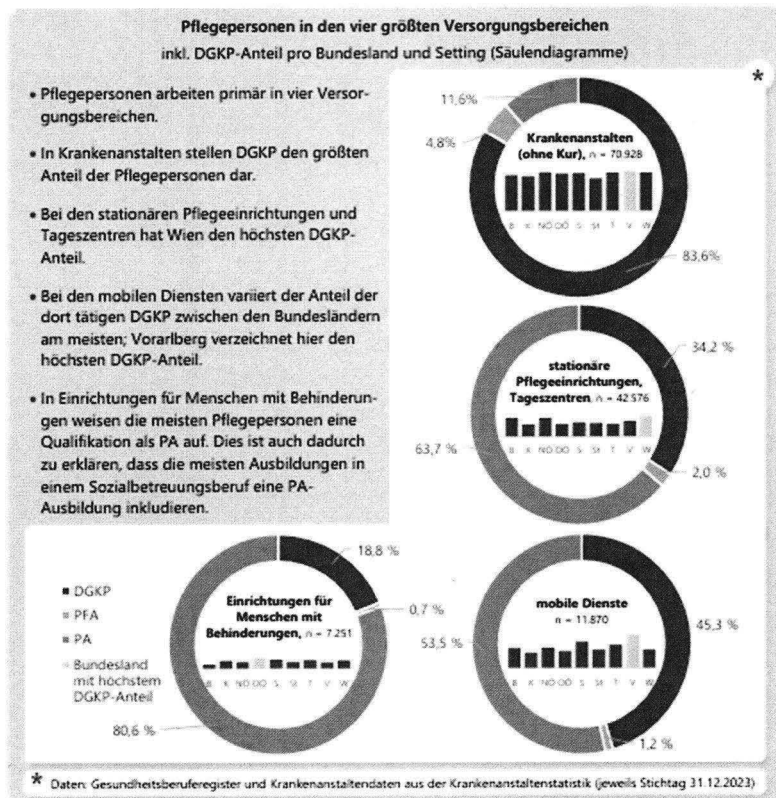 Pflegepersonen in den vier größten Versorgungsbereichen
inkl. DGKP-Anteil pro Bundesland und Setting (Säulendiagramme)
• Pflegepersonen arbeiten primär in vier Versor-
gungsbereichen.
• In Krankenanstalten stellen DGKP den größten
Anteil der Pflegepersonen dar.
• Bei den stationären Pflegeeinrichtungen und
Tageszentren hat Wien den höchsten DGKP-
Anteil.
• Bei den mobilen Diensten variiert der Anteil der
dort tätigen DGKP zwischen den Bundesländern
am meisten; Vorarlberg verzeichnet hier den
höchsten DGKP-Anteil.
• In Einrichtungen für Menschen mit Behinderun-
gen weisen die meisten Pflegepersonen eine
Qualifikation als PA auf. Dies ist auch dadurch
zu erklären, dass die meisten Ausbildungen in
einem Sozialbetreuungsberuf eine PA-
Ausbildung inkludieren.
*
11,6%
4,8%
Krankenanstalten
(ohne Kur), n = 70.928
B K NÖ OÖ S St T V W
83,6%
34,2 %
stationäre
Pflegeeinrichtungen,
Tageszentren, n = 42.576
B K NÖ OÖ S St T V W
63,7 %
2,0 %
18,8 %
Einrichtungen für
Menschen mit
Behinderungen, n = 7.251
B K NÖ OÖ S St T V W
0,7 %
80,6 %
DGKP
PFA
PA
Bundesland
mit höchstem
DGKP-Anteil
mobile Dienste
n = 11.870
B K NÖ OÖ S St T V W
45,3 %
53,5 %
1,2 %
* Daten: Gesundheitsberuferegister und Krankenanstaltendaten aus der Krankenanstaltenstatistik (jeweils Stichtag 31.12.2023)